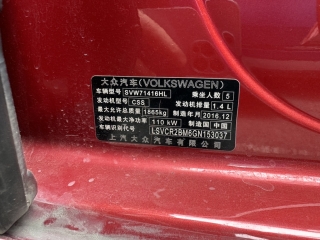 大众汽车(VOLKSWAGEN)
车辆型号 SVW71416HL 乘坐人数 5
发动机型号 CSS 发动机排量 1.4 L
最大允许总质量 1865kg 制造年月 2016.12
发动机最大净功率 110 kW 制造国 中国
车辆识别代号 LSVCR2BM6GN153037
上汽大众汽车有限公司